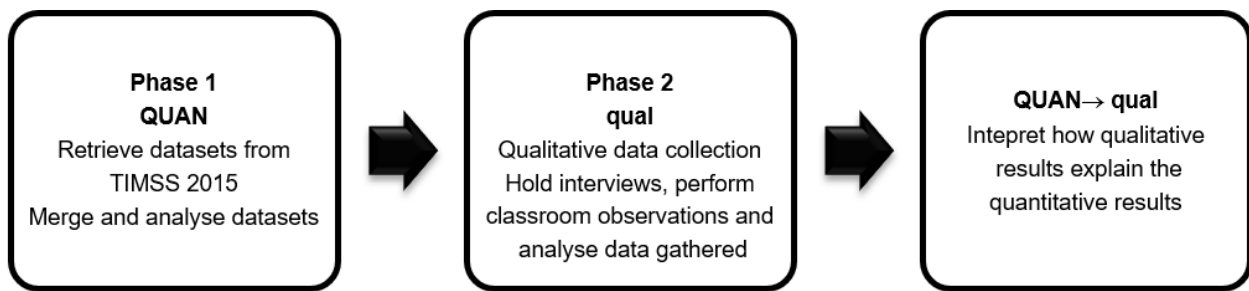 Phase 1
QUAN
Retrieve datasets from
TIMSS 2015
Merge and analyse datasets
Phase 2
qual
Qualitative data collection
Hold interviews, perform
classroom observations and
analyse data gathered
QUAN→ qual
Intepret how qualitative
results explain the
quantitative results